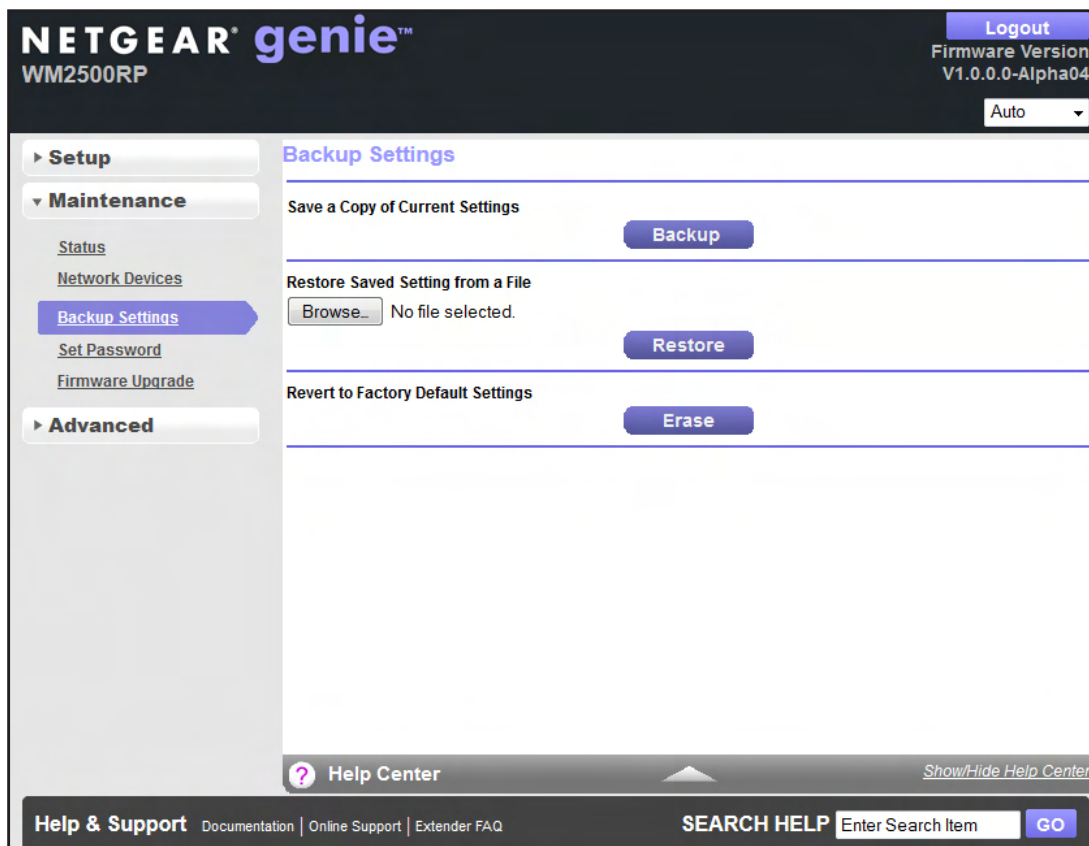 NETGEAR® genie™
WM2500RP
Logout
Firmware Version
V1.0.0.0-Alpha04
Auto
Setup
Maintenance
Status
Network Devices
Backup Settings
Set Password
Firmware Upgrade
Advanced
Backup Settings
Save a Copy of Current Settings
Backup
Restore Saved Setting from a File
Browse... No file selected.
Restore
Revert to Factory Default Settings
Erase
? Help Center
Show/Hide Help Center
Help & Support Documentation | Online Support | Extender FAQ
SEARCH HELP Enter Search Item GO